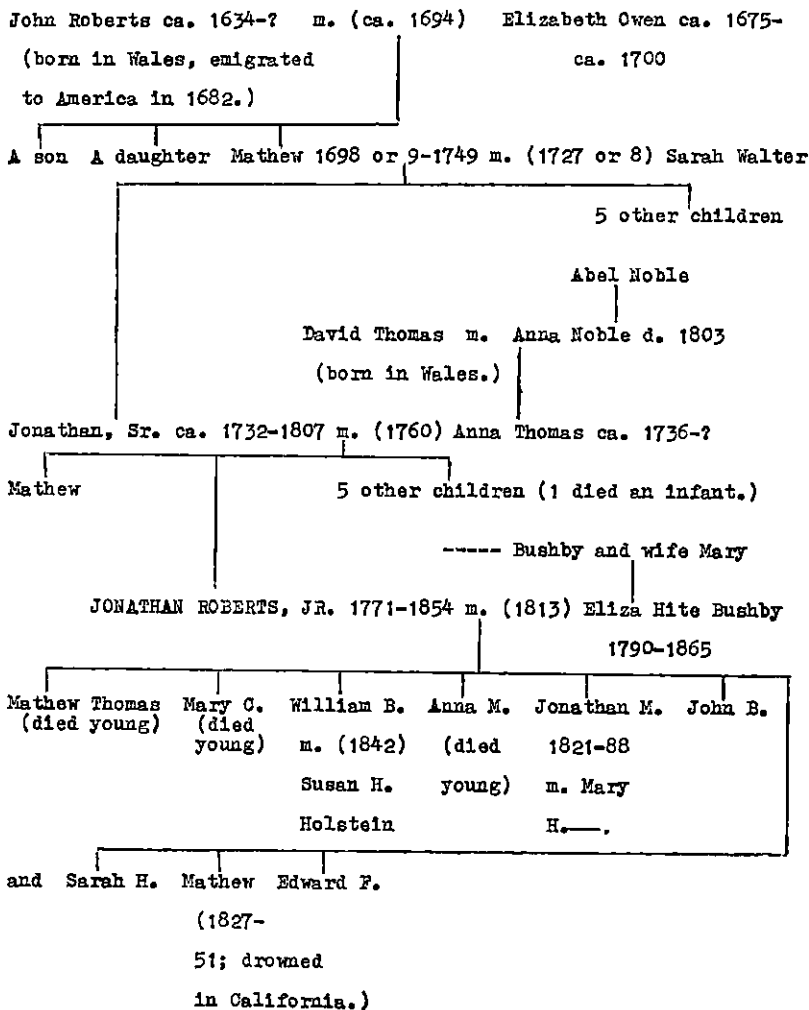 John Roberts ca. 1634-? m. (ca. 1694) Elizabeth Owen ca. 1675-
(born in Wales, emigrated ca. 1700
to America in 1682.)
A son A daughter Mathew 1698 or 9-1749 m. (1727 or 8) Sarah Walter
5 other children
Abel Noble
David Thomas m. Anna Noble d. 1803
(born in Wales.)
Jonathan, Sr. ca. 1732-1807 m. (1760) Anna Thomas ca. 1736-?
Mathew 5 other children (1 died an infant.)
----- Bushby and wife Mary
JONATHAN ROBERTS, JR. 1771-1854 m. (1813) Eliza Hite Bushby
1790-1865
Mathew Thomas Mary C. William B. Anna M. Jonathan M. John B.
(died young) (died m. (1842) (died 1821-88
young) Susan H. young) m. Mary
Holstein H.—.
and Sarah H. Mathew Edward F.
(1827-
51; drowned
in California.)